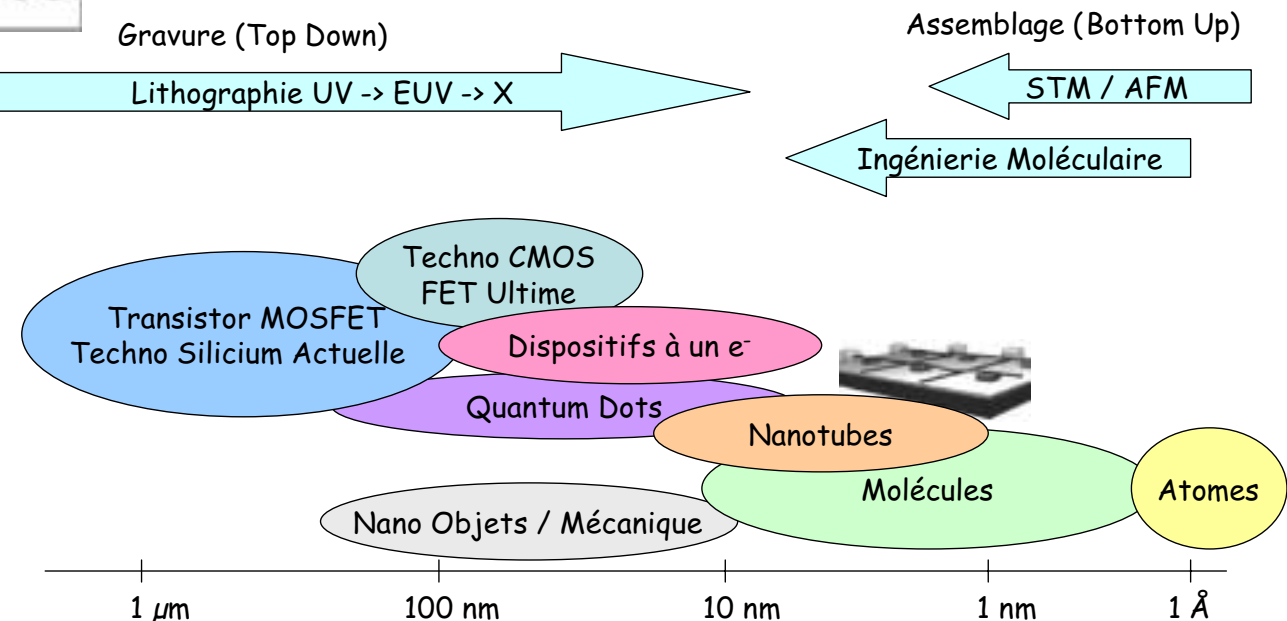 Gravure (Top Down)
Assemblage (Bottom Up)
Lithographie UV -> EUV -> X
STM / AFM
Ingénierie Moléculaire
Techno CMOS
FET Ultime
Transistor MOSFET
Techno Silicium Actuelle
Dispositifs à un e⁻
Quantum Dots
Nanotubes
Molécules
Atomes
Nano Objets / Mécanique
1 µm
100 nm
10 nm
1 nm
1 Å